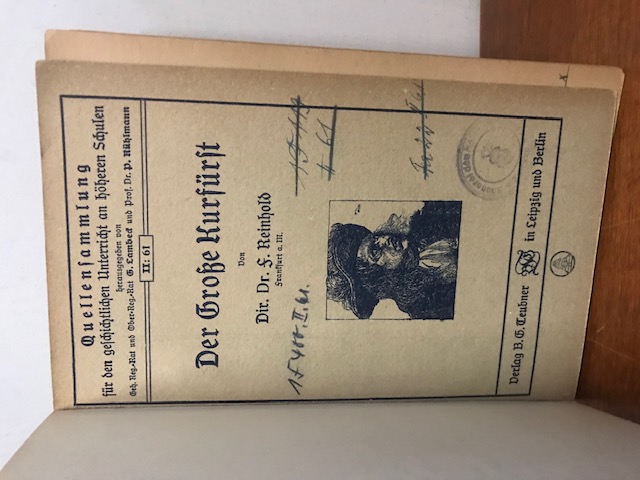 Quellensammlung
für den geschichtlichen Unterricht an höheren Schulen
herausgegeben von
Geh. Reg.-Rat und Ober-Reg.-Rat G. Lambeck und Prof. Dr. P. Rühlmann
II: 61
Der Große Kurfürst
Von
Dir. Dr. F. Reinhold
Frankfurt a. M.
Verlag B. G. Teubner in Leipzig und Berlin